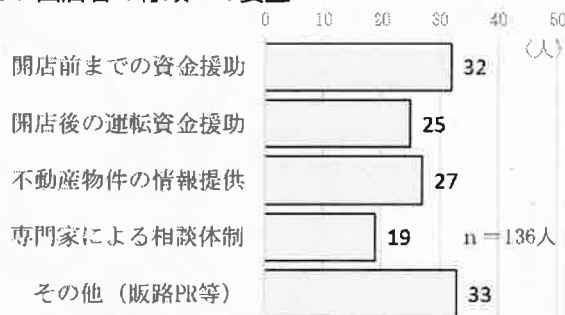 0 10 20 30 40 50
（人）
開店前までの資金援助 32
開店後の運転資金援助 25
不動産物件の情報提供 27
専門家による相談体制 19 n＝136人
その他（販路PR等） 33